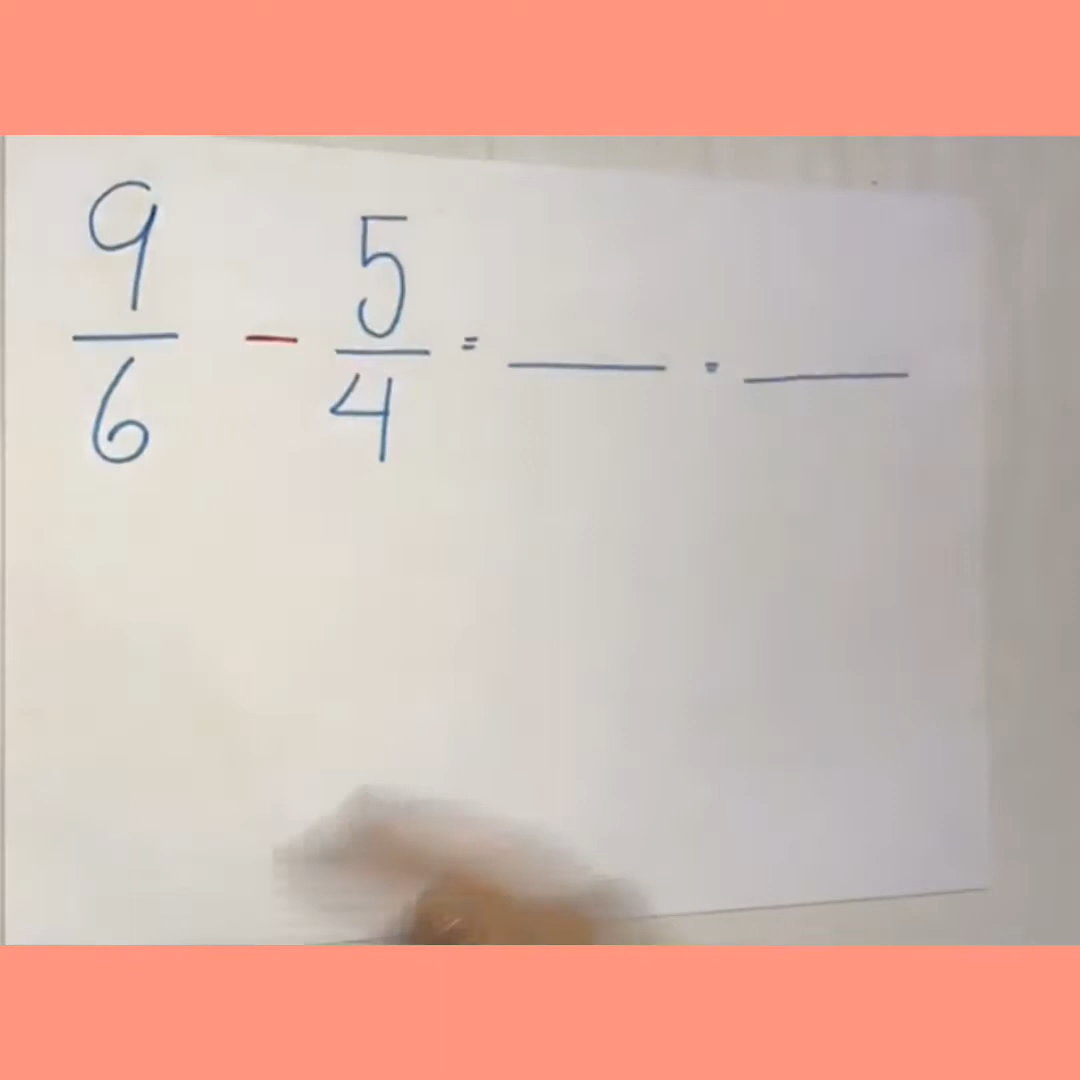 9/6 - 5/4 = ___ = ___